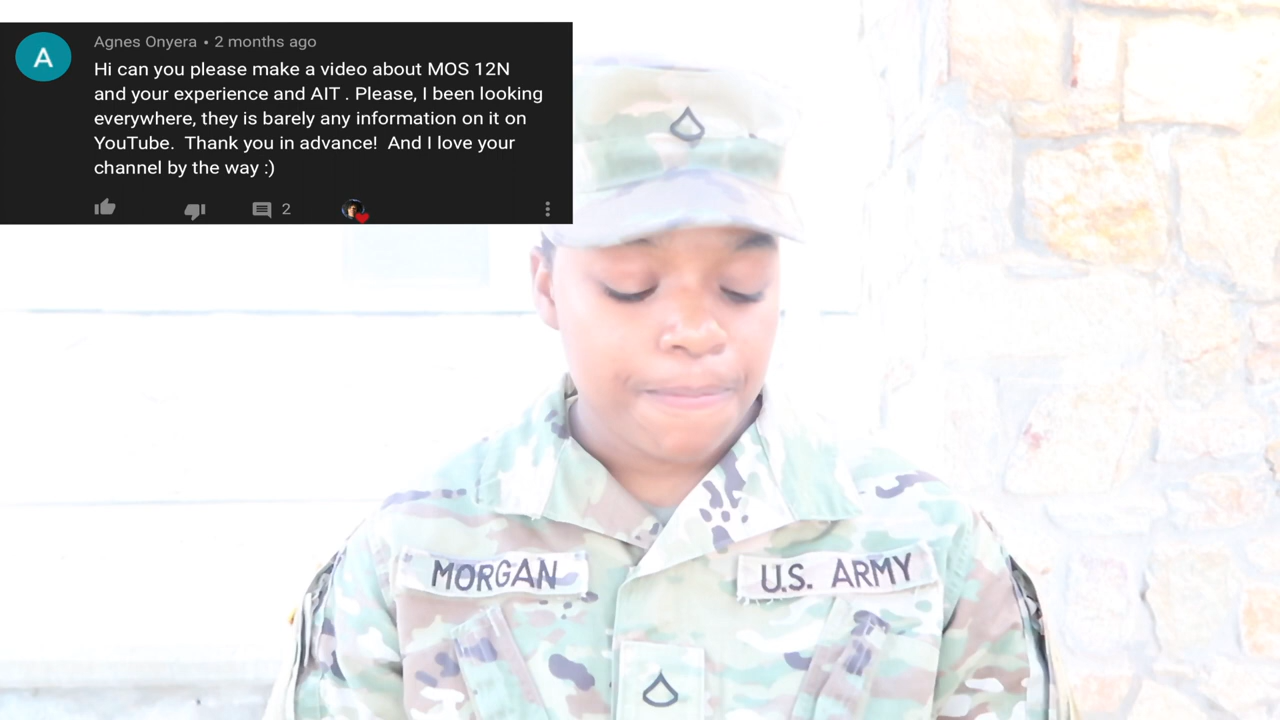 A
Agnes Onyera • 2 months ago
Hi can you please make a video about MOS 12N
and your experience and AIT . Please, I been looking
everywhere, they is barely any information on it on
YouTube.  Thank you in advance!  And I love your
channel by the way :)
2
MORGAN
U.S. ARMY